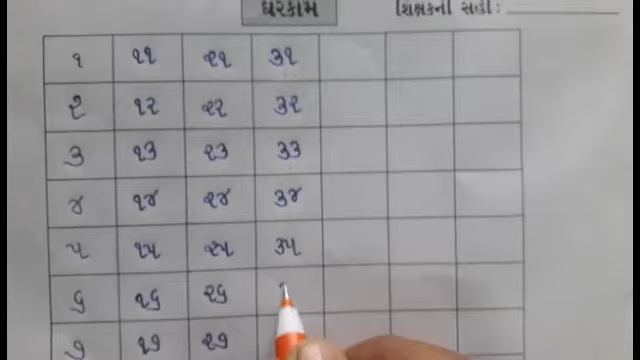 ઘરકામ શિક્ષકની સહી :
૧ ૧૧ ૨૧ ૩૧
૨ ૧૨ ૨૨ ૩૨
૩ ૧૩ ૨૩ ૩૩
૪ ૧૪ ૨૪ ૩૪
૫ ૧૫ ૨૫ ૩૫
૬ ૧૬ ૨૬
૭ ૧૭ ૨૭